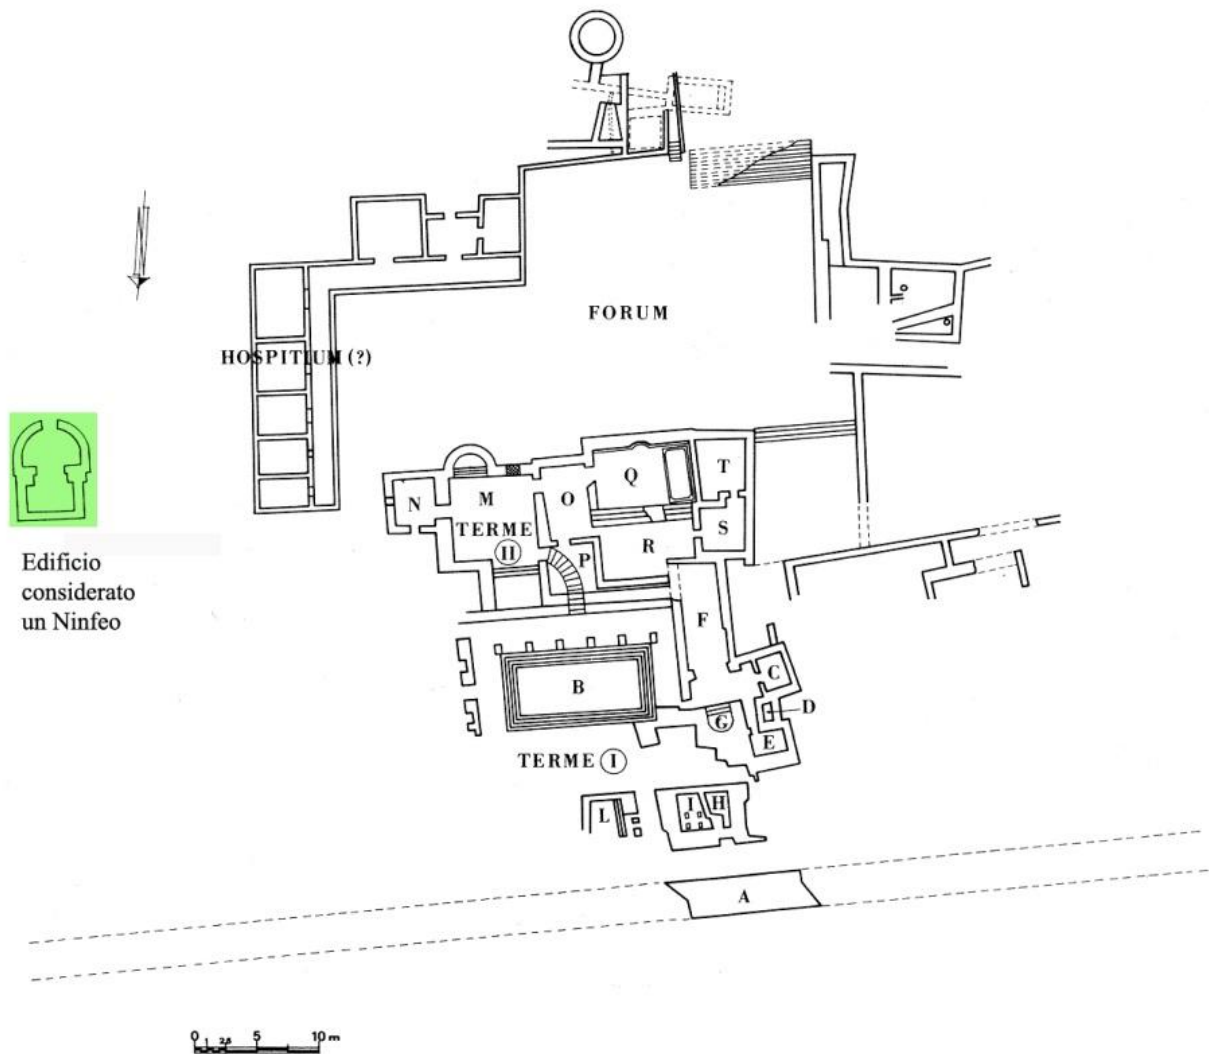 FORUM
HOSPITIUM (?)
T
Q
N
M
O
TERME
II
S
R
P
F
Edificio
considerato
un Ninfeo
C
B
D
G
E
TERME I
I
H
L
A
0 1 2,5 5 10 m